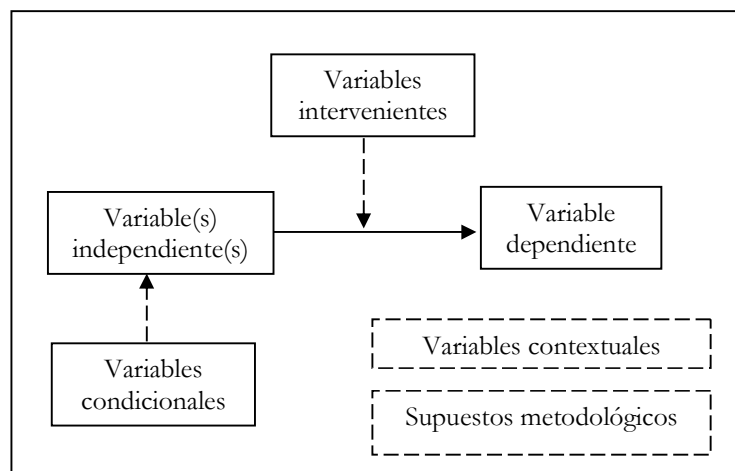 Variables
intervenientes
Variable(s)
independiente(s)
Variable
dependiente
Variables
condicionales
Variables contextuales
Supuestos metodológicos